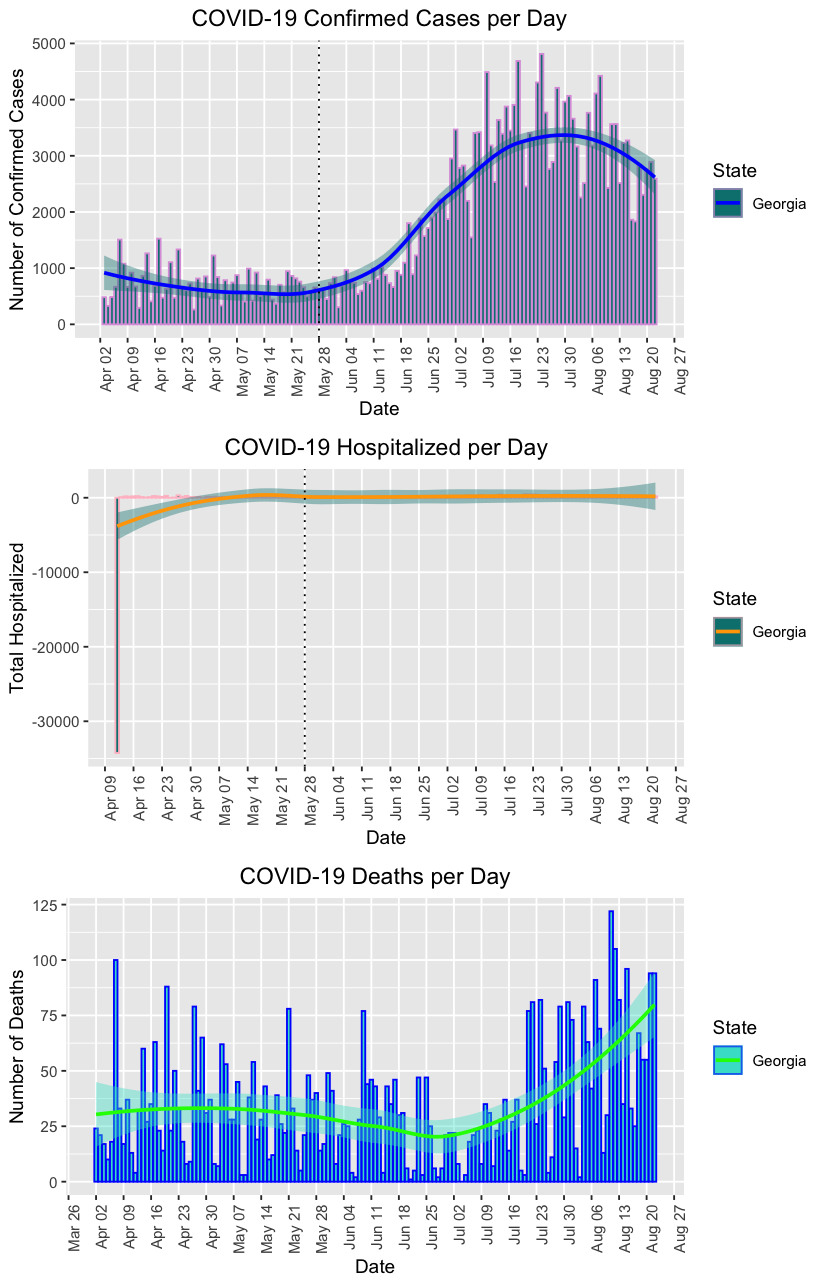 COVID-19 Confirmed Cases per Day
Number of Confirmed Cases
5000
4000
3000
2000
1000
0
Apr 02
Apr 09
Apr 16
Apr 23
Apr 30
May 07
May 14
May 21
May 28
Jun 04
Jun 11
Jun 18
Jun 25
Jul 02
Jul 09
Jul 16
Jul 23
Jul 30
Aug 06
Aug 13
Aug 20
Aug 27
Date
State
Georgia
COVID-19 Hospitalized per Day
Total Hospitalized
0
-10000
-20000
-30000
Apr 09
Apr 16
Apr 23
Apr 30
May 07
May 14
May 21
May 28
Jun 04
Jun 11
Jun 18
Jun 25
Jul 02
Jul 09
Jul 16
Jul 23
Jul 30
Aug 06
Aug 13
Aug 20
Aug 27
Date
State
Georgia
COVID-19 Deaths per Day
Number of Deaths
125
100
75
50
25
0
Mar 26
Apr 02
Apr 09
Apr 16
Apr 23
Apr 30
May 07
May 14
May 21
May 28
Jun 04
Jun 11
Jun 18
Jun 25
Jul 02
Jul 09
Jul 16
Jul 23
Jul 30
Aug 06
Aug 13
Aug 20
Aug 27
Date
State
Georgia